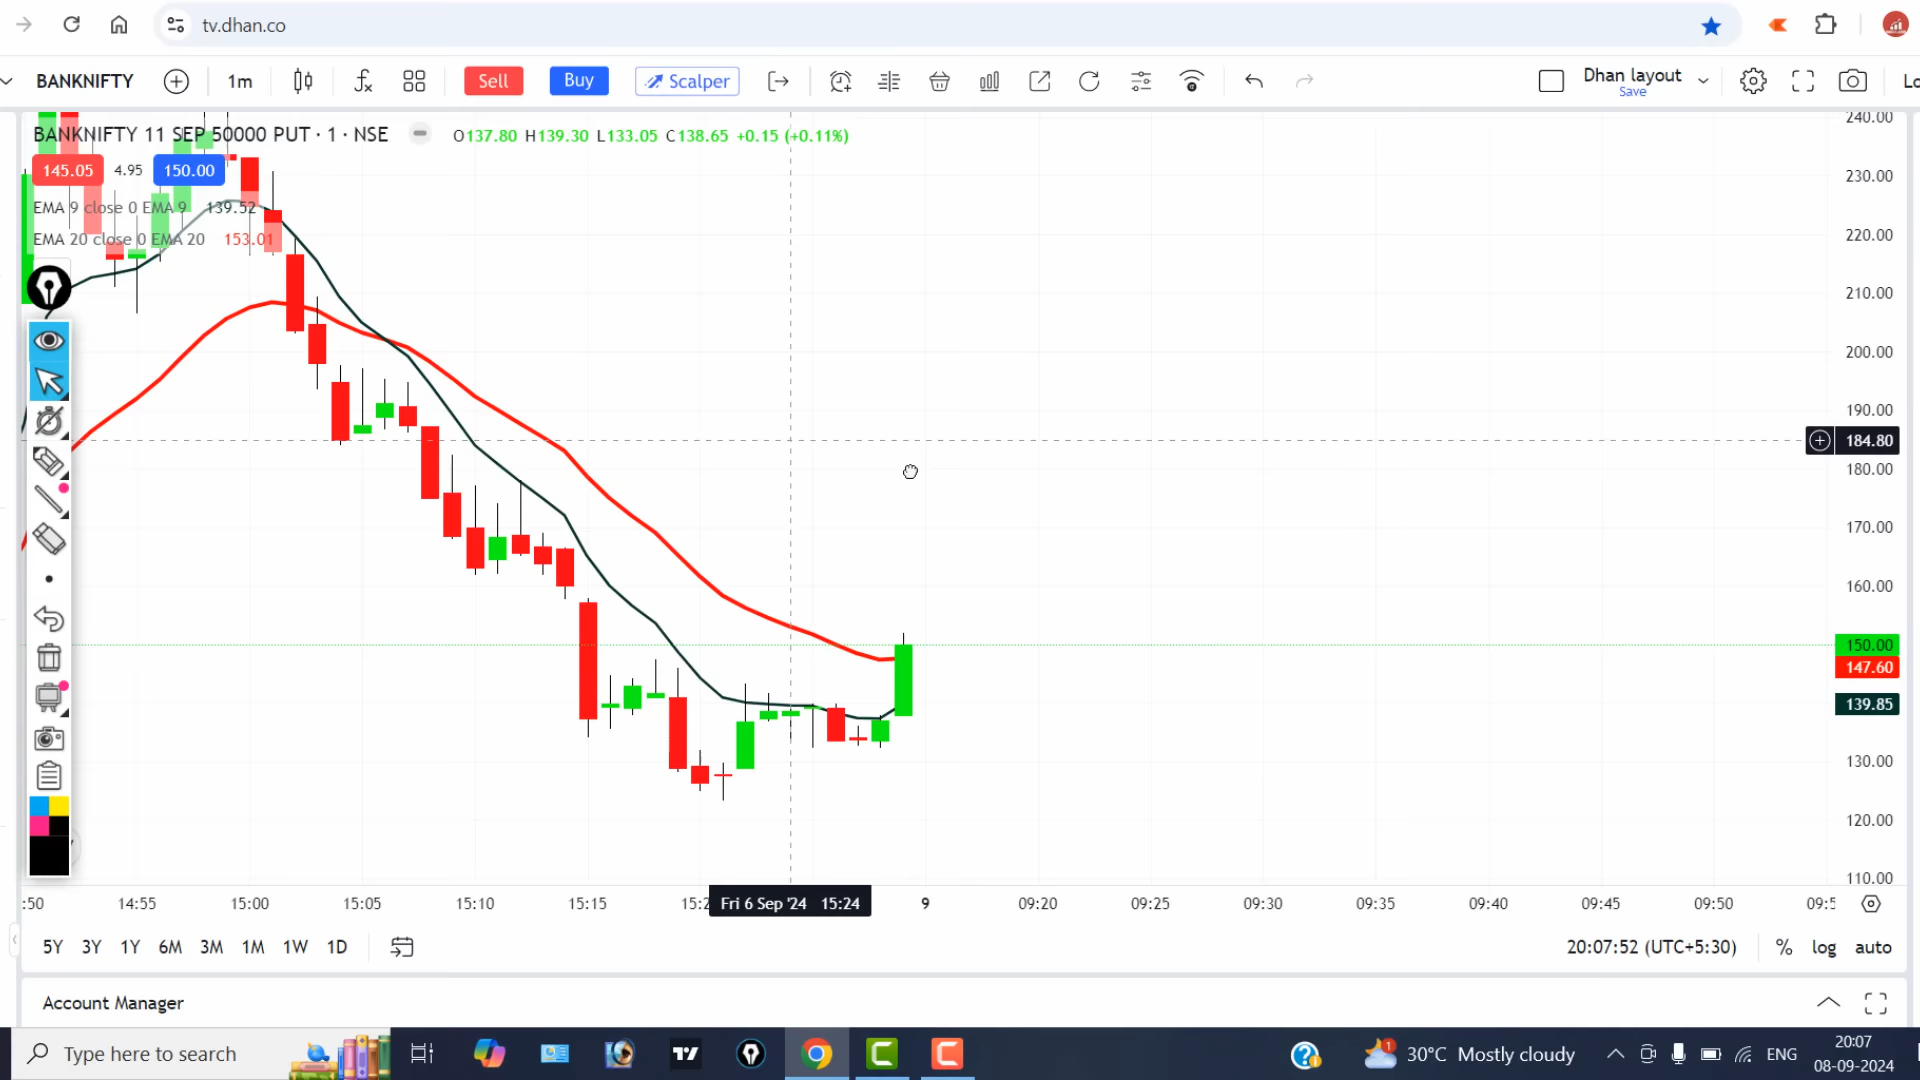 tv.dhan.co
BANKNIFTY 1m Sell Buy Scalper Dhan layout
Save
BANKNIFTY 11 SEP 50000 PUT · 1 · NSE O137.80 H139.30 L133.05 C138.65 +0.15 (+0.11%)
145.05 4.95 150.00
EMA 9 close 0 EMA 9 139.52
EMA 20 close 0 EMA 20 153.01
240.00
230.00
220.00
210.00
200.00
190.00
184.80
180.00
170.00
160.00
150.00
147.60
139.85
130.00
120.00
110.00
:50 14:55 15:00 15:05 15:10 15:15 15:2 Fri 6 Sep '24 15:24 9 09:20 09:25 09:30 09:35 09:40 09:45 09:50 09:5
5Y 3Y 1Y 6M 3M 1M 1W 1D 20:07:52 (UTC+5:30) % log auto
Account Manager
Type here to search 30°C Mostly cloudy ENG 20:07
08-09-2024